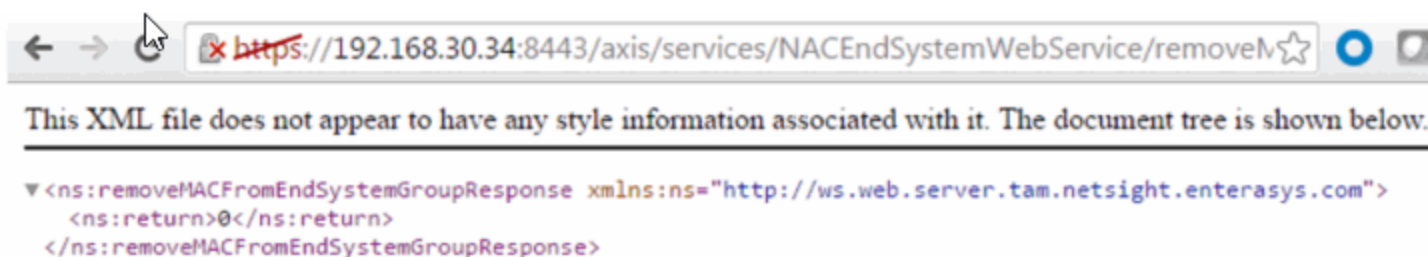 https://192.168.30.34:8443/axis/services/NACEndSystemWebService/removeM
This XML file does not appear to have any style information associated with it. The document tree is shown below.
▼<ns:removeMACFromEndSystemGroupResponse xmlns:ns="http://ws.web.server.tam.netsight.enterasys.com">
<ns:return>0</ns:return>
</ns:removeMACFromEndSystemGroupResponse>